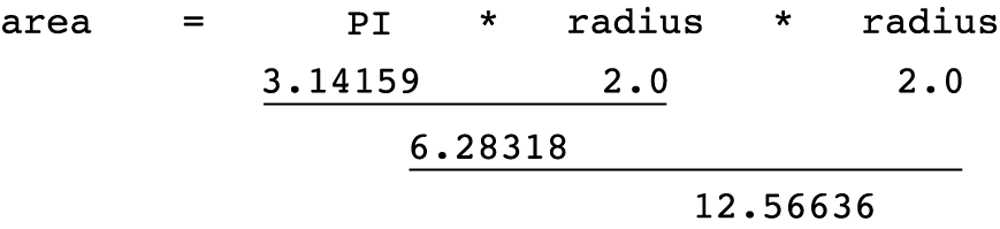 area = PI * radius * radius
3.14159 2.0 2.0
6.28318
12.56636